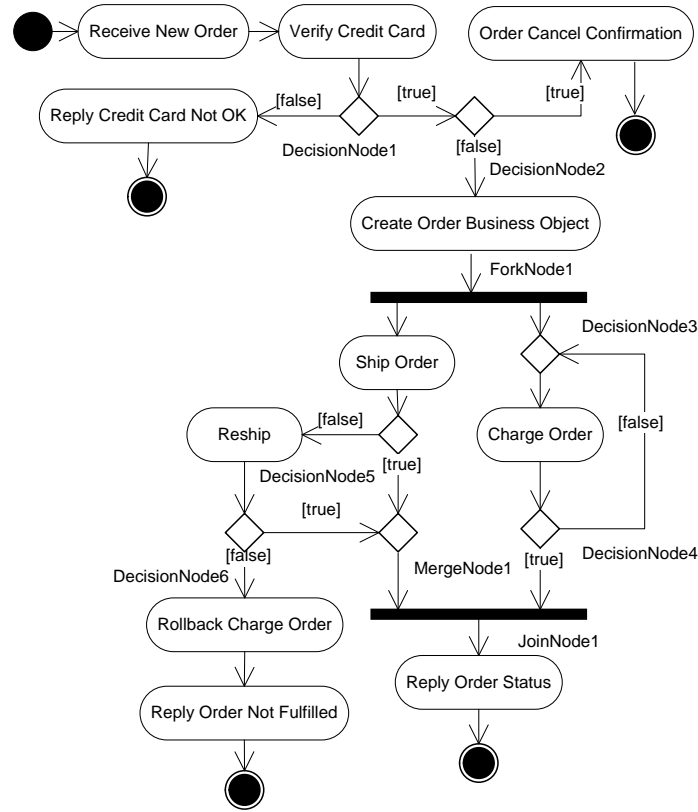 Receive New Order
Verify Credit Card
Order Cancel Confirmation
[false]
[true]
[true]
Reply Credit Card Not OK
DecisionNode1
[false]
DecisionNode2
Create Order Business Object
ForkNode1
DecisionNode3
Ship Order
[false]
Reship
Charge Order
[false]
DecisionNode5
[true]
[true]
[false]
[true]
DecisionNode4
DecisionNode6
MergeNode1
Rollback Charge Order
JoinNode1
Reply Order Status
Reply Order Not Fulfilled